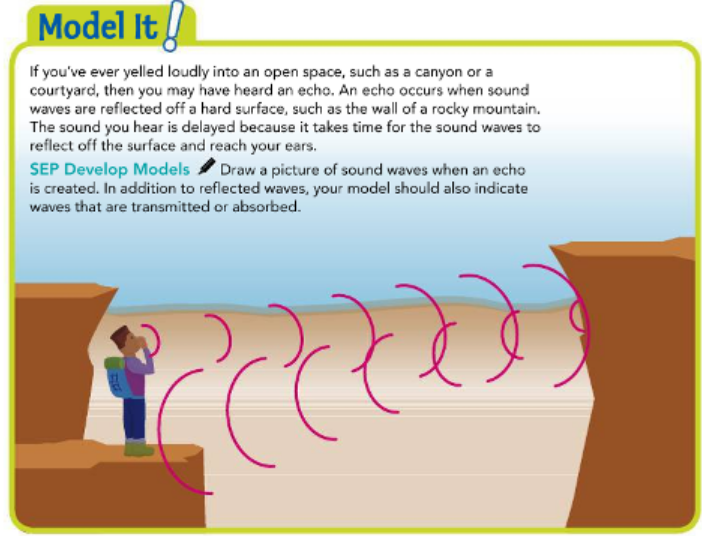 Model It!
If you've ever yelled loudly into an open space, such as a canyon or a
courtyard, then you may have heard an echo. An echo occurs when sound
waves are reflected off a hard surface, such as the wall of a rocky mountain.
The sound you hear is delayed because it takes time for the sound waves to
reflect off the surface and reach your ears.
SEP Develop Models Draw a picture of sound waves when an echo
is created. In addition to reflected waves, your model should also indicate
waves that are transmitted or absorbed.